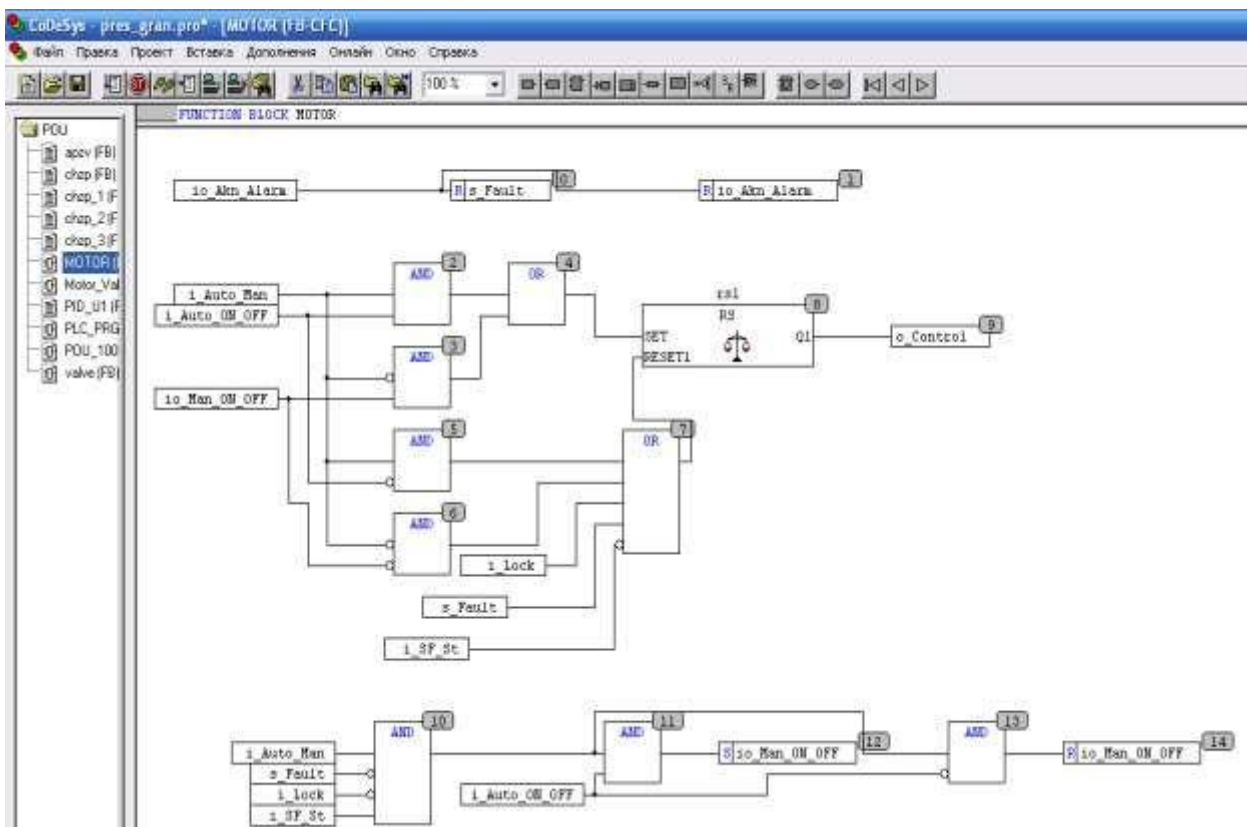 CoDeSys - pres_gran.pro* - [MOTOR (FB-CFC)]
Файл Правка Проект Вставка Дополнения Онлайн Окно Справка
100 %
POU
FUNCTION BLOCK MOTOR
apzv (FB)
chzp (FB)
chzp_1 (F
chzp_2 (F
chzp_3 (F
MOTOR (
Motor_Val
PID_U1 (F
PLC_PRG
POU_100
valve (FB)
io_Akn_Alarm
R s_Fault 0
R io_Akn_Alarm 1
AND 2
OR 4
i_Auto_Man
i_Auto_ON_OFF
rs1
RS 8
SET Q1
RESET1
o_Control 9
AND 3
io_Man_ON_OFF
AND 5
OR 7
AND 6
i_Lock
s_Fault
i_SF_St
AND 10
AND 11
S io_Man_ON_OFF 12
AND 13
R io_Man_ON_OFF 14
i_Auto_Man
s_Fault
i_Lock
i_SF_St
i_Auto_ON_OFF